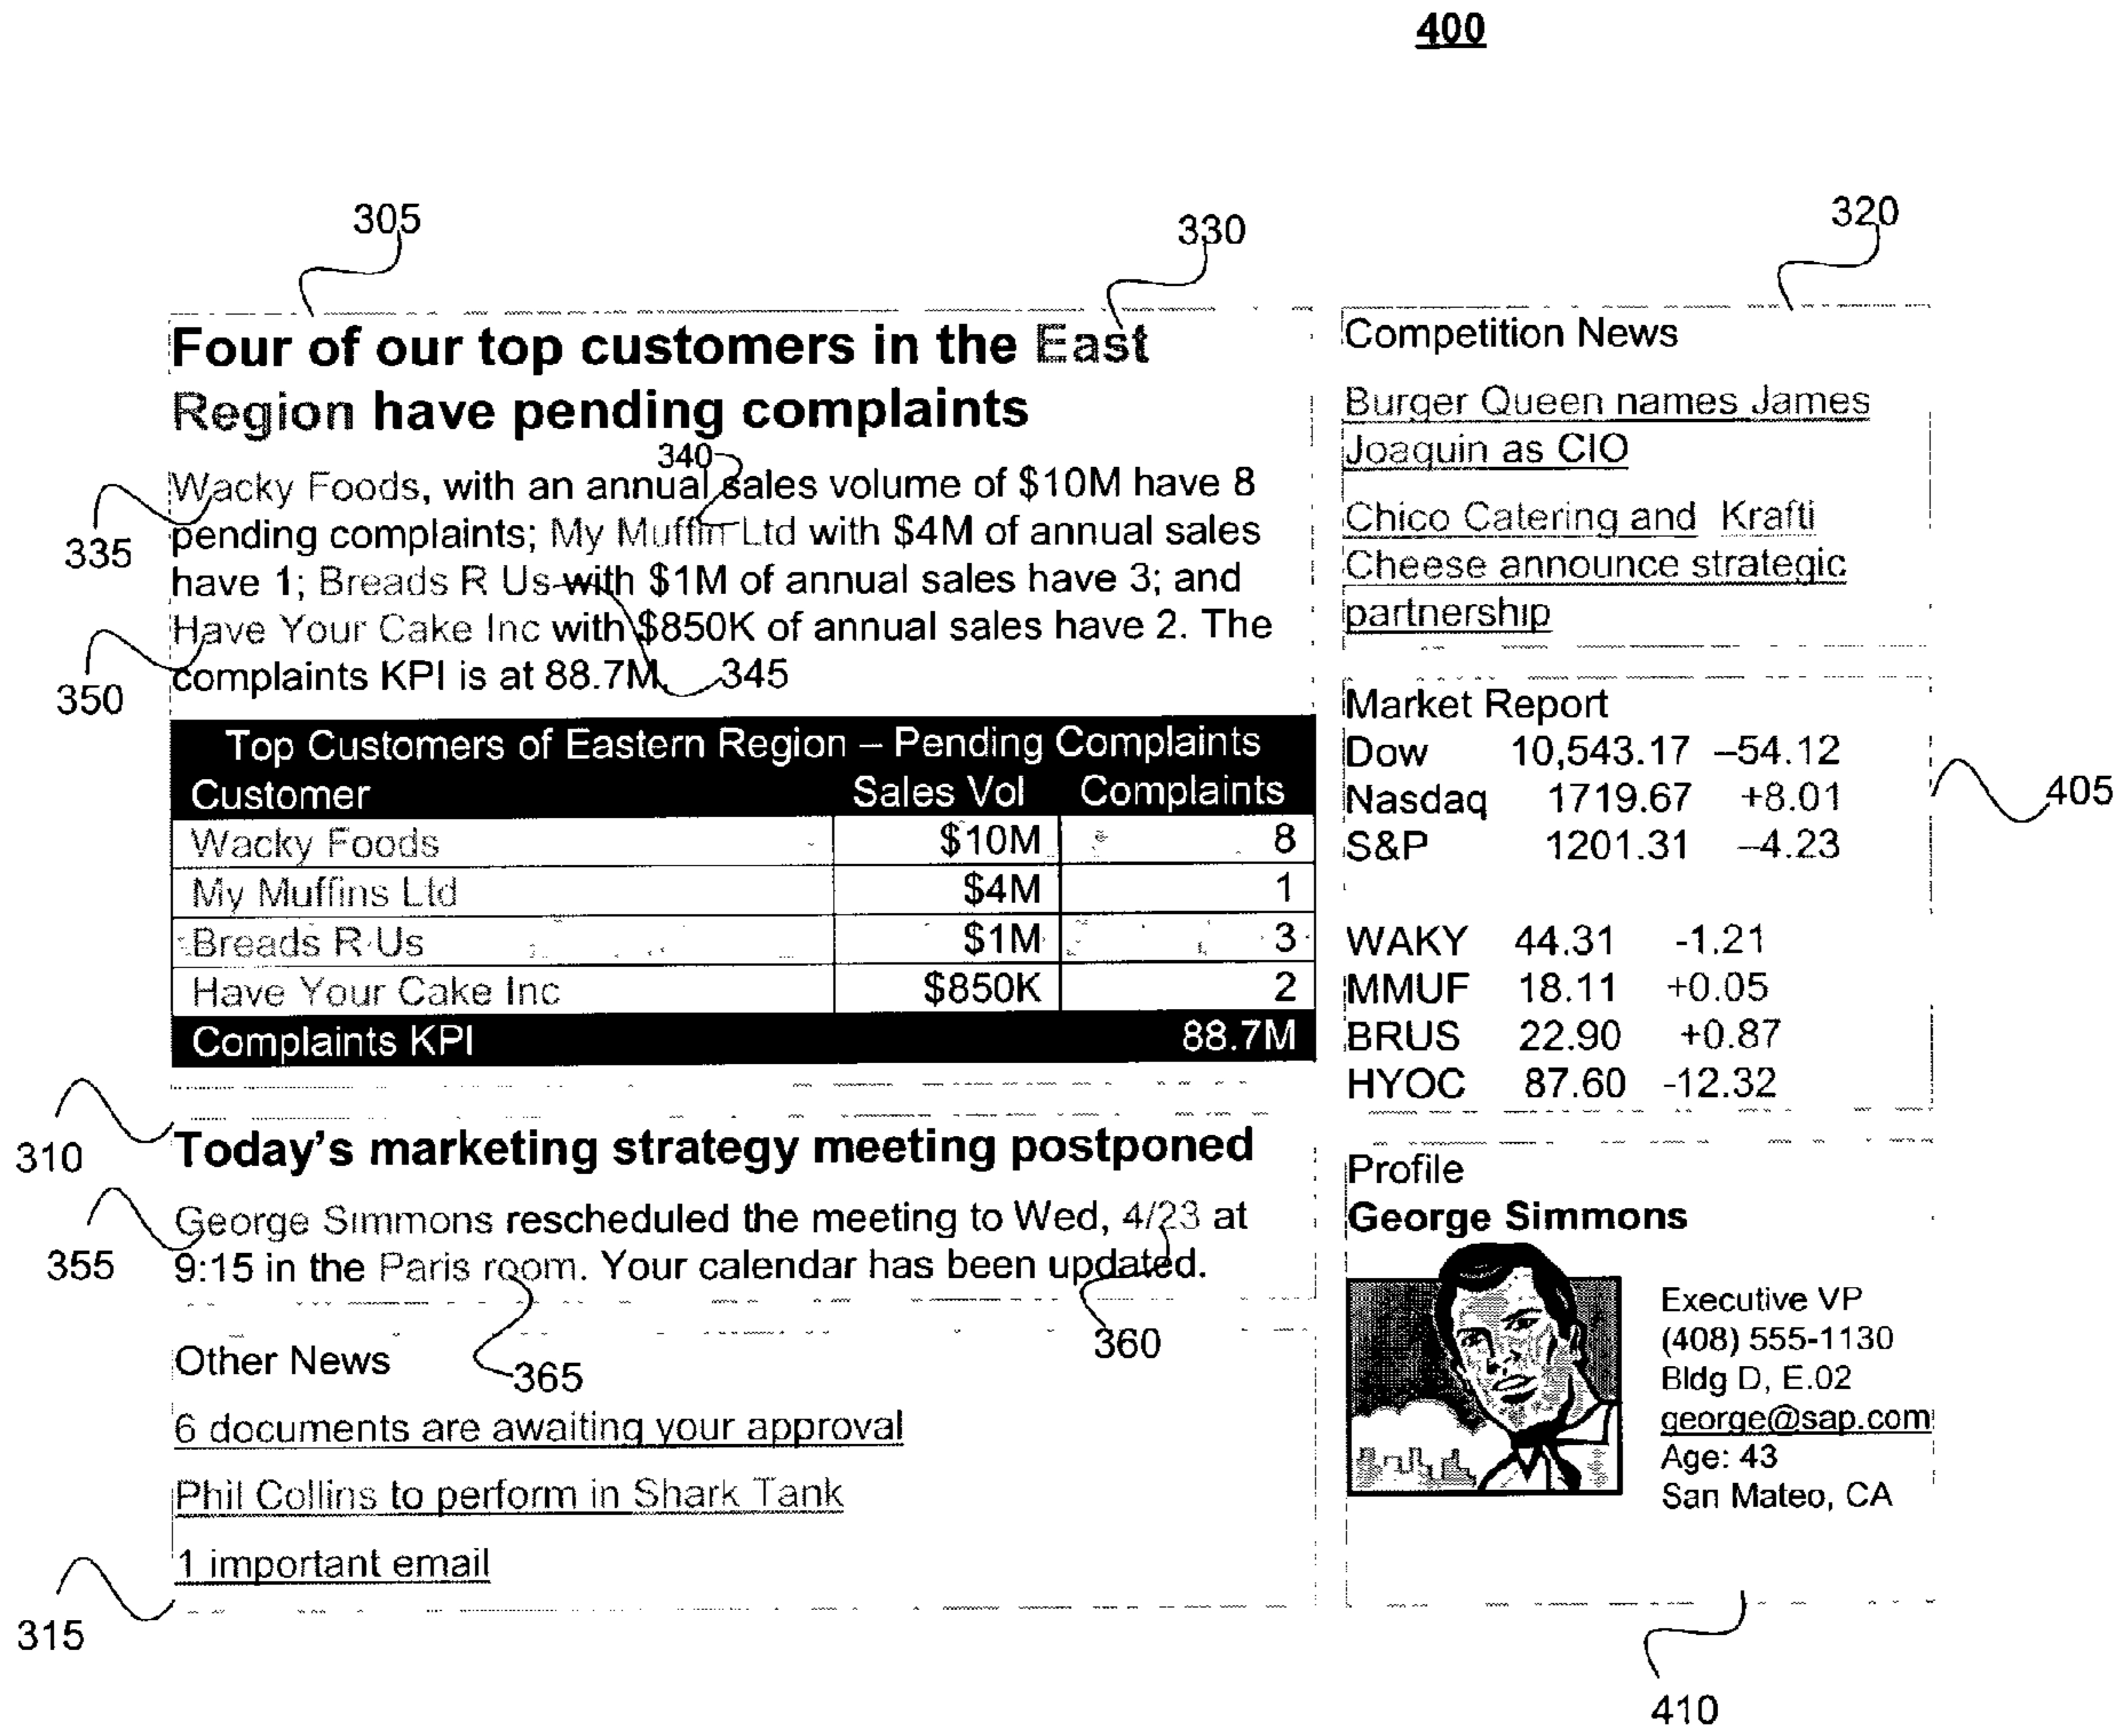 400
305
330
320
Four of our top customers in the East
Region have pending complaints
340
Wacky Foods, with an annual sales volume of $10M have 8
335
pending complaints; My Muffin Ltd with $4M of annual sales
have 1; Breads R Us with $1M of annual sales have 3; and
Have Your Cake Inc with $850K of annual sales have 2. The
350
complaints KPI is at 88.7M.
345
Top Customers of Eastern Region – Pending Complaints
Customer Sales Vol Complaints
Wacky Foods $10M 8
My Muffins Ltd $4M 1
Breads R Us $1M 3
Have Your Cake Inc $850K 2
Complaints KPI 88.7M
310
Today's marketing strategy meeting postponed
George Simmons rescheduled the meeting to Wed, 4/23 at
355
9:15 in the Paris room. Your calendar has been updated.
360
365
Other News
6 documents are awaiting your approval
Phil Collins to perform in Shark Tank
1 important email
315
Competition News
Burger Queen names James
Joaquin as CIO
Chico Catering and Krafti
Cheese announce strategic
partnership
Market Report
Dow 10,543.17 –54.12
Nasdaq 1719.67 +8.01
S&P 1201.31 –4.23
405
WAKY 44.31 -1.21
MMUF 18.11 +0.05
BRUS 22.90 +0.87
HYOC 87.60 -12.32
Profile
George Simmons
Executive VP
(408) 555-1130
Bldg D, E.02
george@sap.com
Age: 43
San Mateo, CA
410